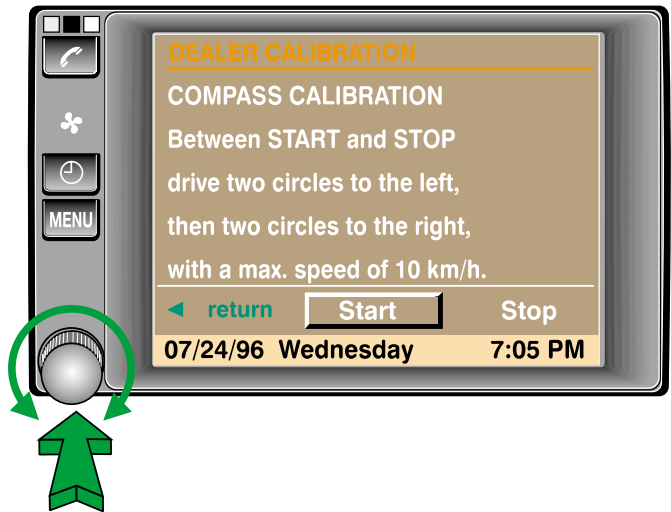 DEALER CALIBRATION
COMPASS CALIBRATION
Between START and STOP
drive two circles to the left,
then two circles to the right,
with a max. speed of 10 km/h.
MENU
return Start Stop
07/24/96 Wednesday 7:05 PM